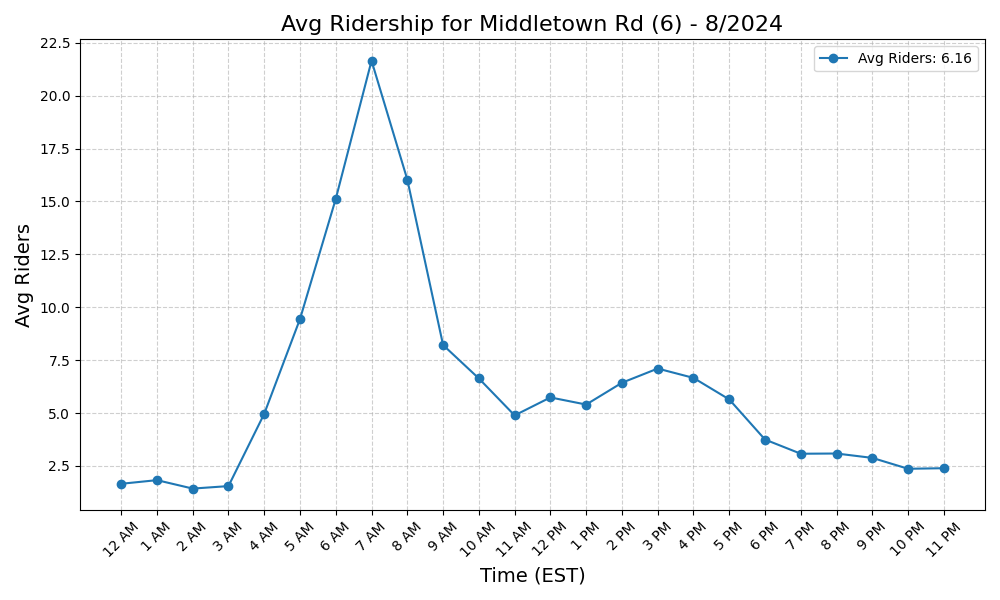 Avg Ridership for Middletown Rd (6) - 8/2024
Avg Riders: 6.16
Avg Riders
22.5
20.0
17.5
15.0
12.5
10.0
7.5
5.0
2.5
12 AM
1 AM
2 AM
3 AM
4 AM
5 AM
6 AM
7 AM
8 AM
9 AM
10 AM
11 AM
12 PM
1 PM
2 PM
3 PM
4 PM
5 PM
6 PM
7 PM
8 PM
9 PM
10 PM
11 PM
Time (EST)